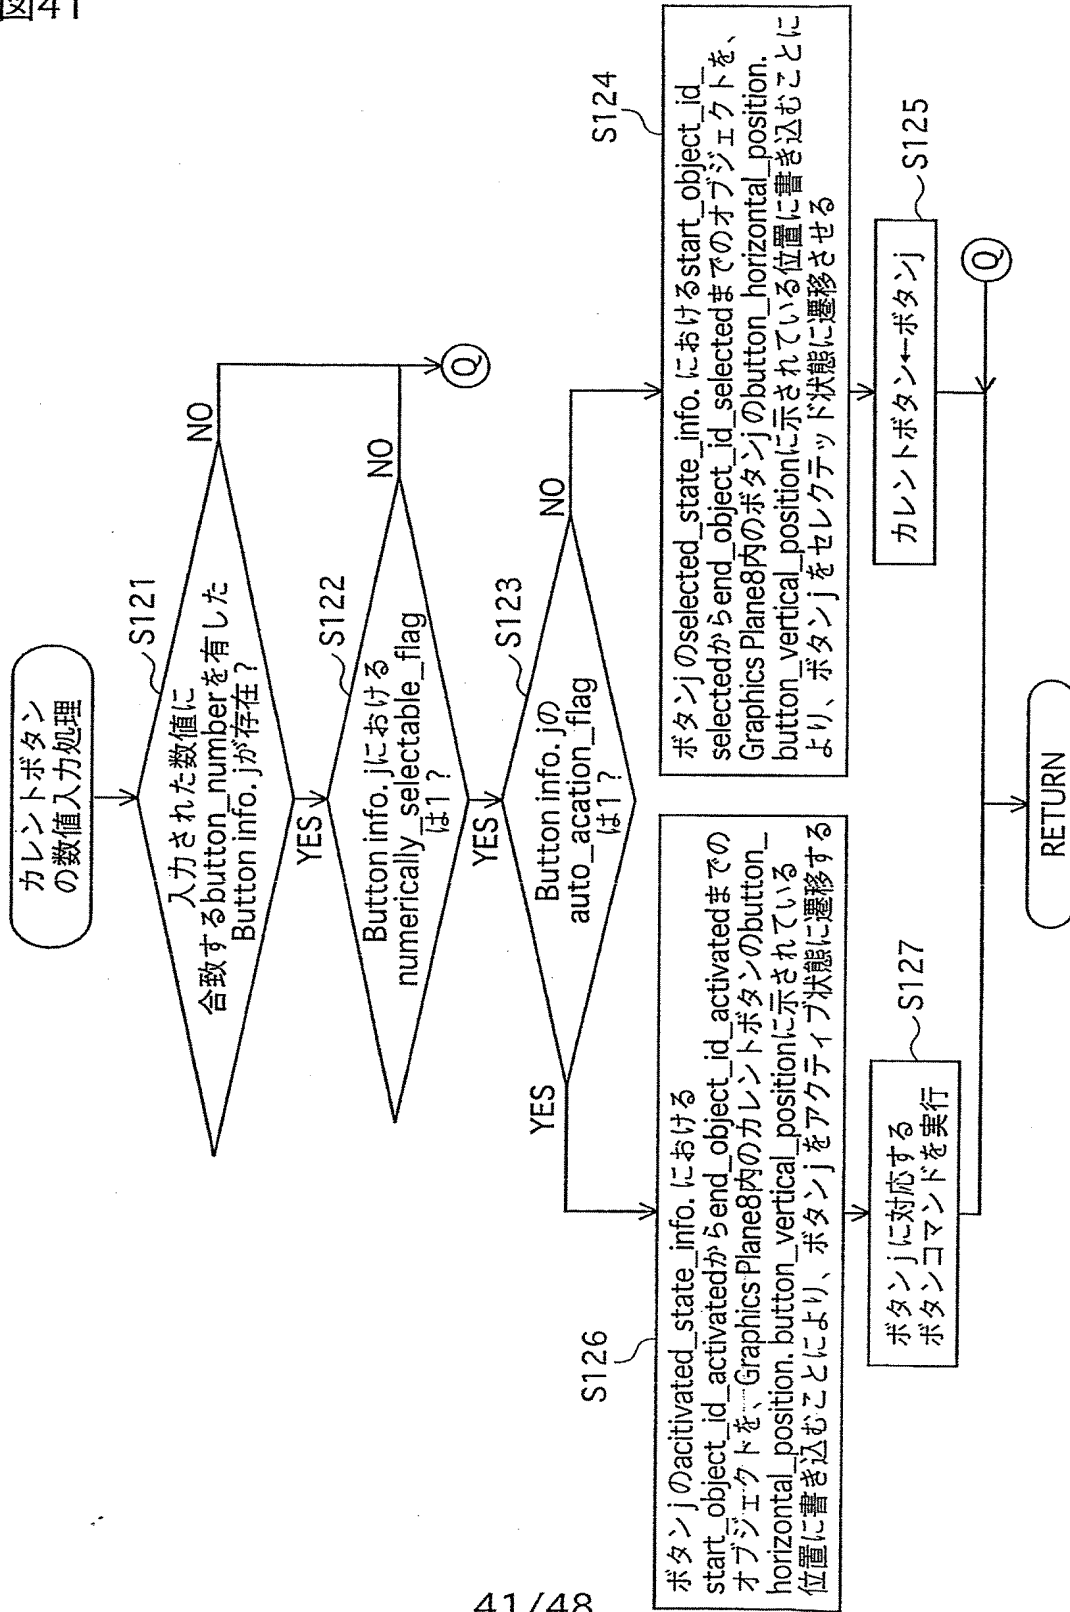 図41
カレントボタン
の数値入力処理
S121
入力された数値に
合致するbutton_numberを有した
Button info. jが存在?
NO
YES
S122
Button info. jにおける
numerically_selectable_flag
は1?
NO
Q
YES
S123
Button info. jの
auto_acation_flag
は1?
NO
YES
S124
ボタンjのselected_state_info. におけるstart_object_id_
selectedからend_object_id_selectedまでのオブジェクトを、
Graphics Plane8内のボタンjのbutton_horizontal_position.
button_vertical_positionに示されている位置に書き込むことに
より、ボタンjをセレクテッド状態に遷移させる
S125
カレントボタン←ボタンj
Q
S126
ボタンjのacitivated_state_info. における
start_object_id_activatedからend_object_id_activatedまでの
オブジェクトを、Graphics Plane8内のカレントボタンのbutton_
horizontal_position. button_vertical_positionに示されている
位置に書き込むことにより、ボタンjをアクティブ状態に遷移する
S127
ボタンjに対応する
ボタンコマンドを実行
RETURN
41/48